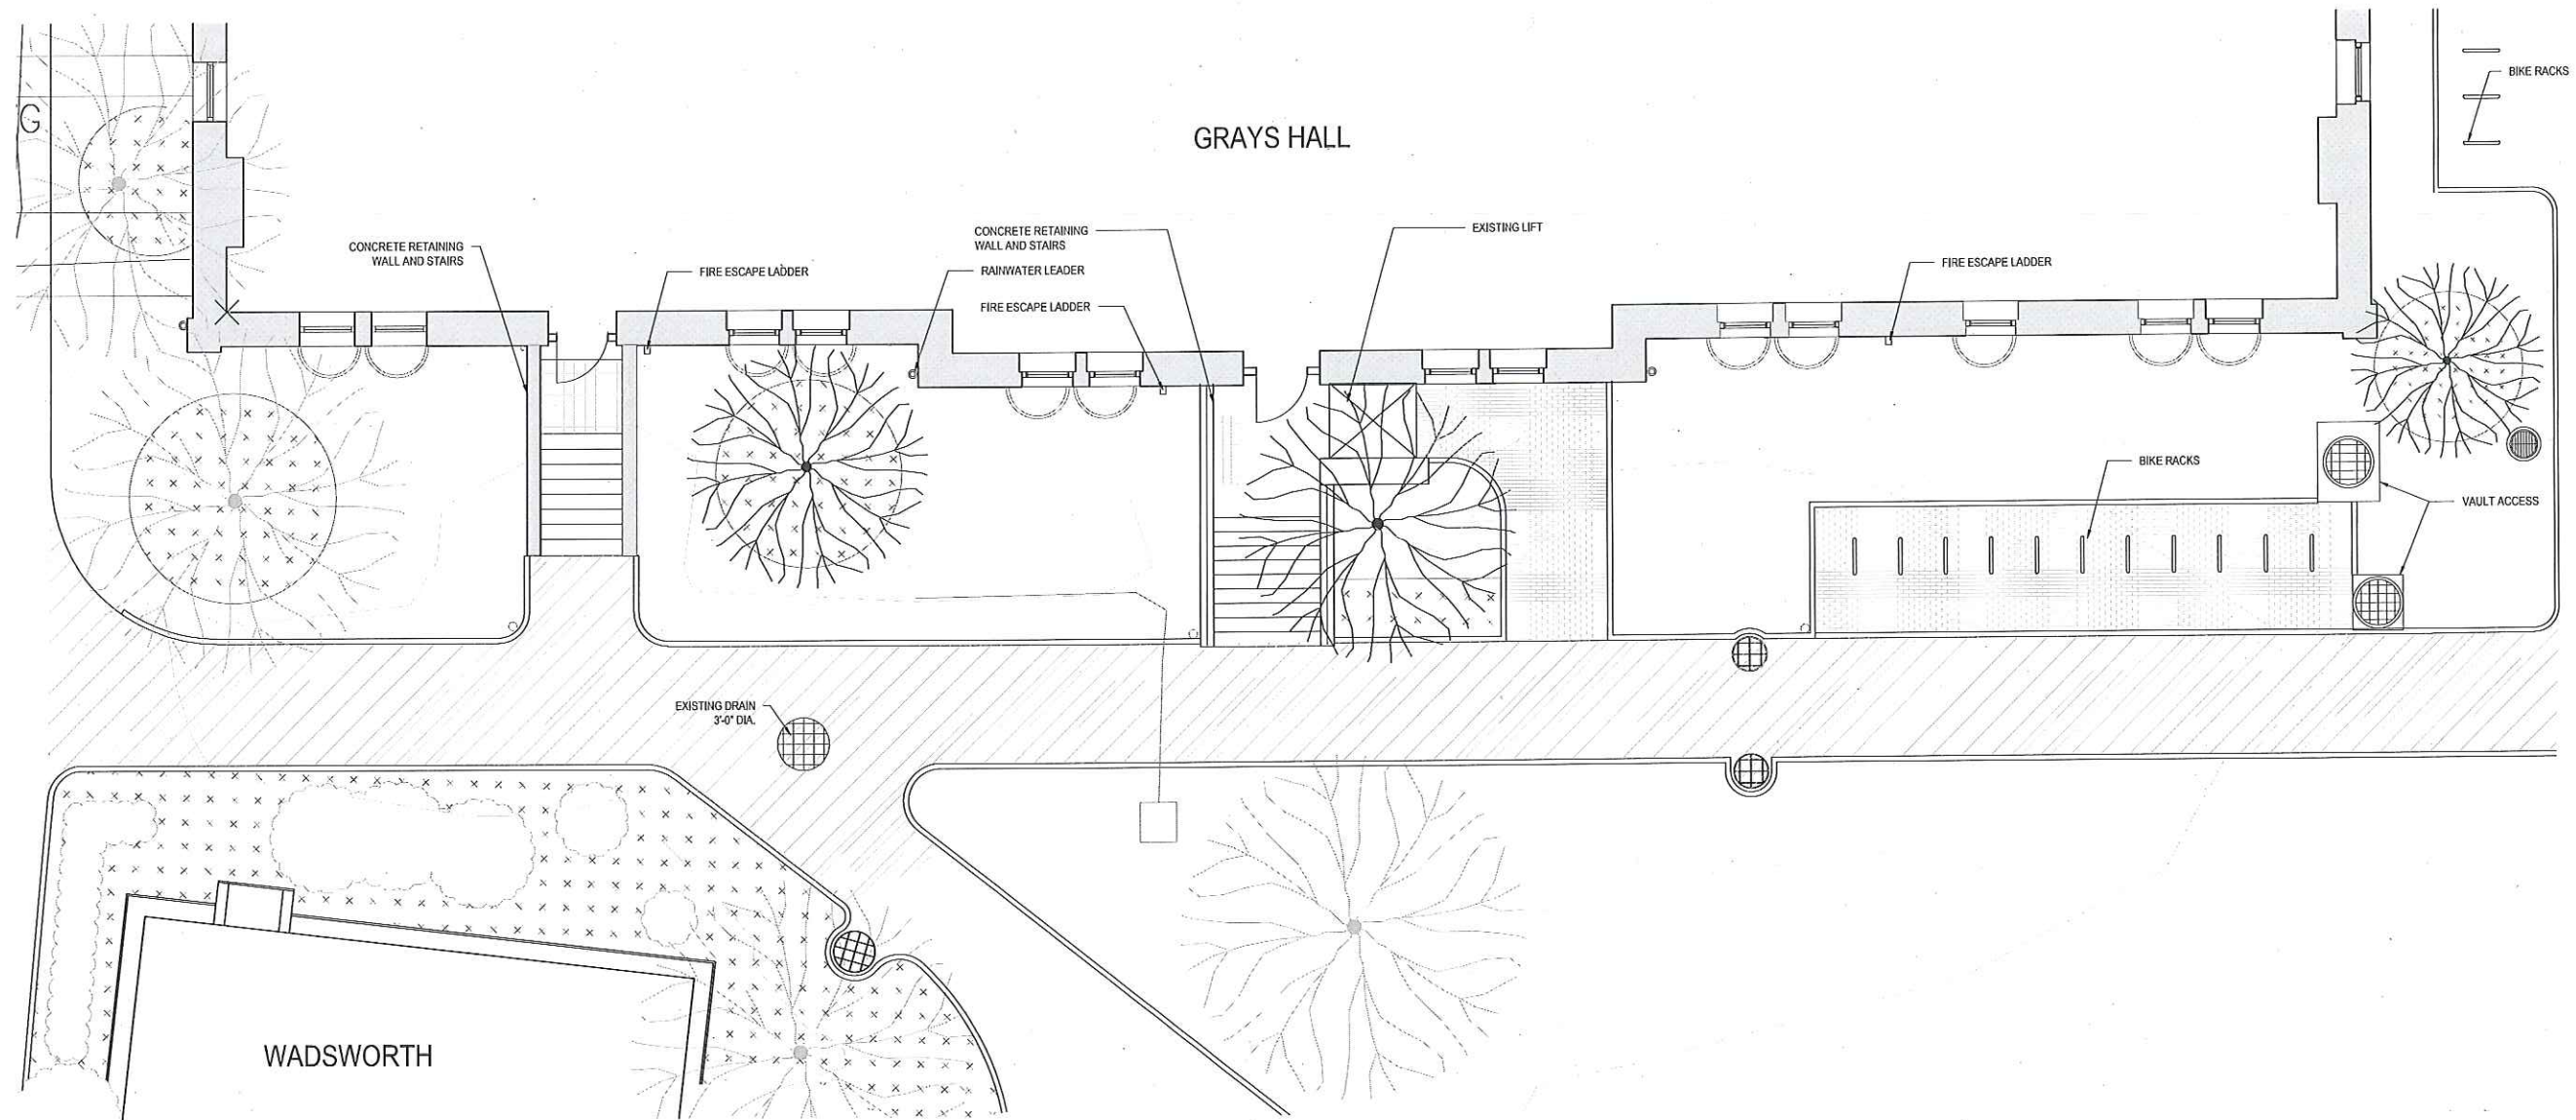 BIKE RACKS
G
GRAYS HALL
CONCRETE RETAINING
WALL AND STAIRS
FIRE ESCAPE LADDER
CONCRETE RETAINING
WALL AND STAIRS
RAINWATER LEADER
FIRE ESCAPE LADDER
EXISTING LIFT
FIRE ESCAPE LADDER
BIKE RACKS
VAULT ACCESS
EXISTING DRAIN
3'-0" DIA.
WADSWORTH